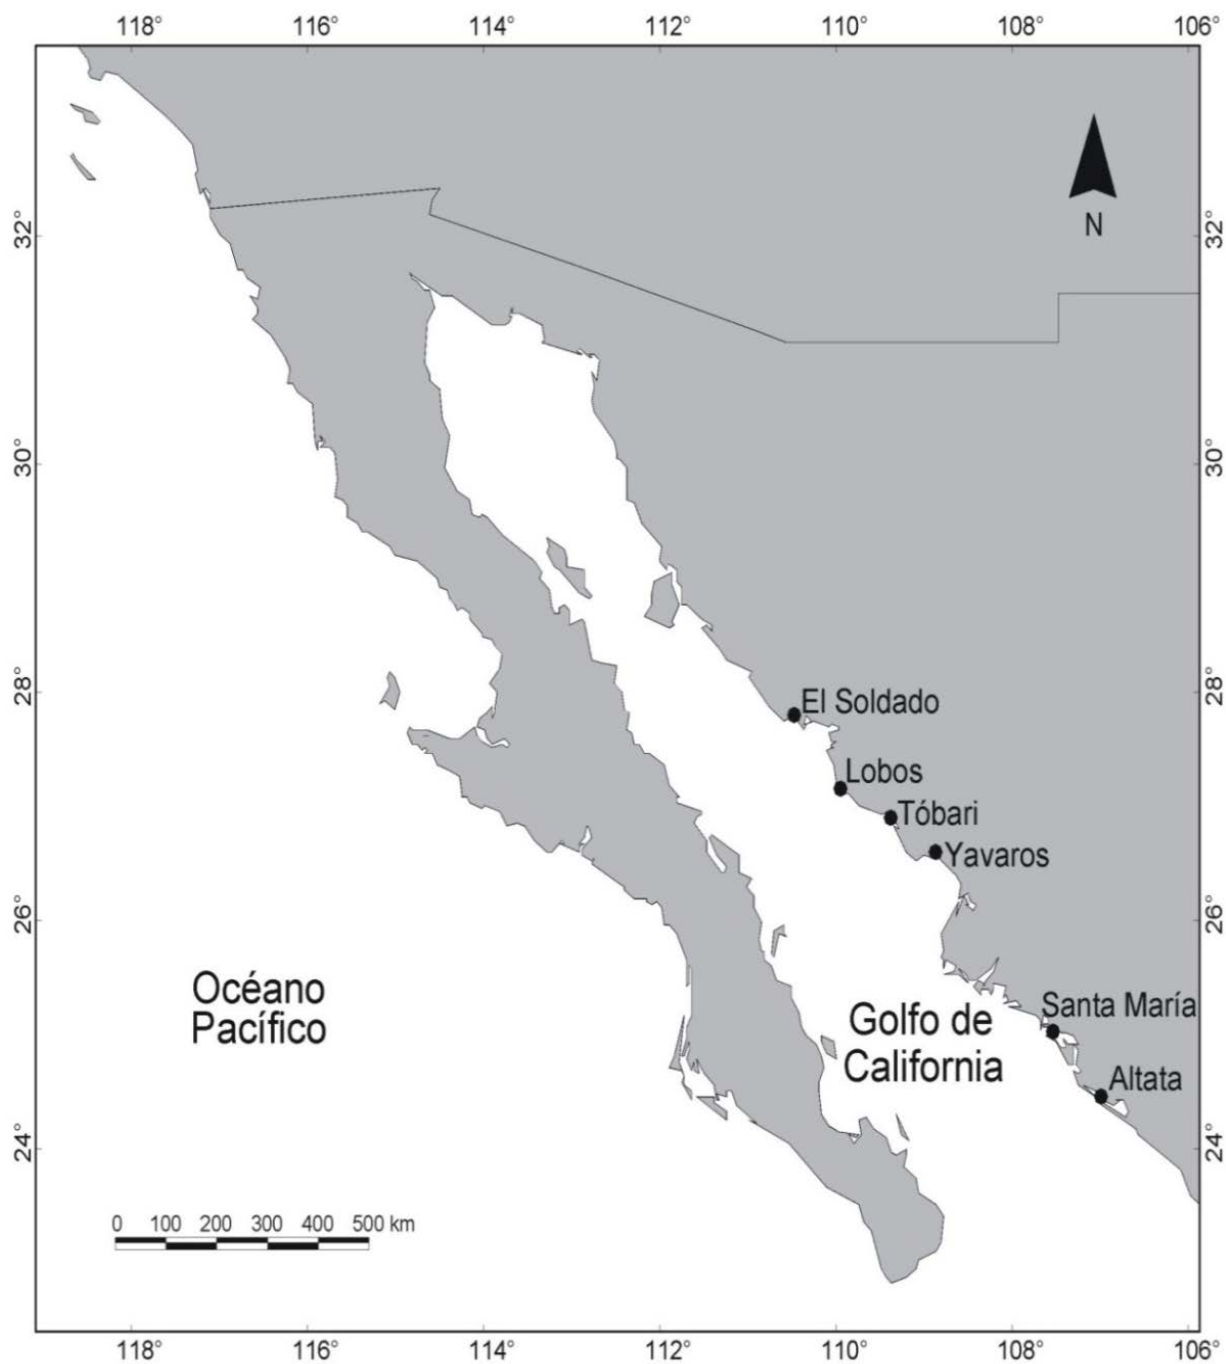 118° 116° 114° 112° 110° 108° 106°
N
32° 32°
30° 30°
28° 28°
El Soldado
Lobos
Tóbari
Yavaros
26° 26°
Océano
Pacífico
Santa María
Golfo de
California
Altata
24° 24°
0 100 200 300 400 500 km
118° 116° 114° 112° 110° 108° 106°